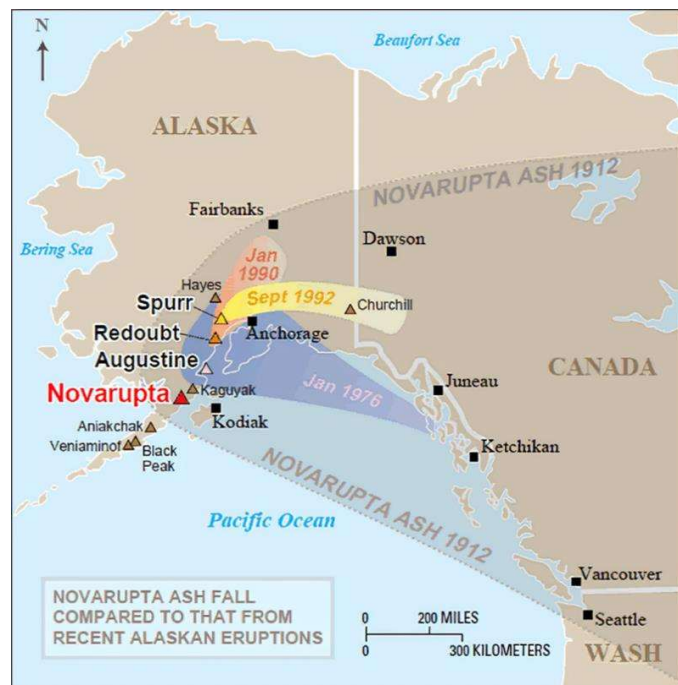 N
Beaufort Sea
ALASKA
NOVARUPTA ASH 1912
Fairbanks
Dawson
Bering Sea
Jan
1990
Hayes
Sept 1992
Churchill
Spurr
Anchorage
Redoubt
Augustine
CANADA
Juneau
Jan 1976
Kaguyak
Novarupta
Kodiak
Aniakchak
Veniaminof
Black
Peak
Ketchikan
NOVARUPTA ASH 1912
Pacific Ocean
Vancouver
NOVARUPTA ASH FALL
COMPARED TO THAT FROM
RECENT ALASKAN ERUPTIONS
0 200 MILES
0 300 KILOMETERS
Seattle
WASH